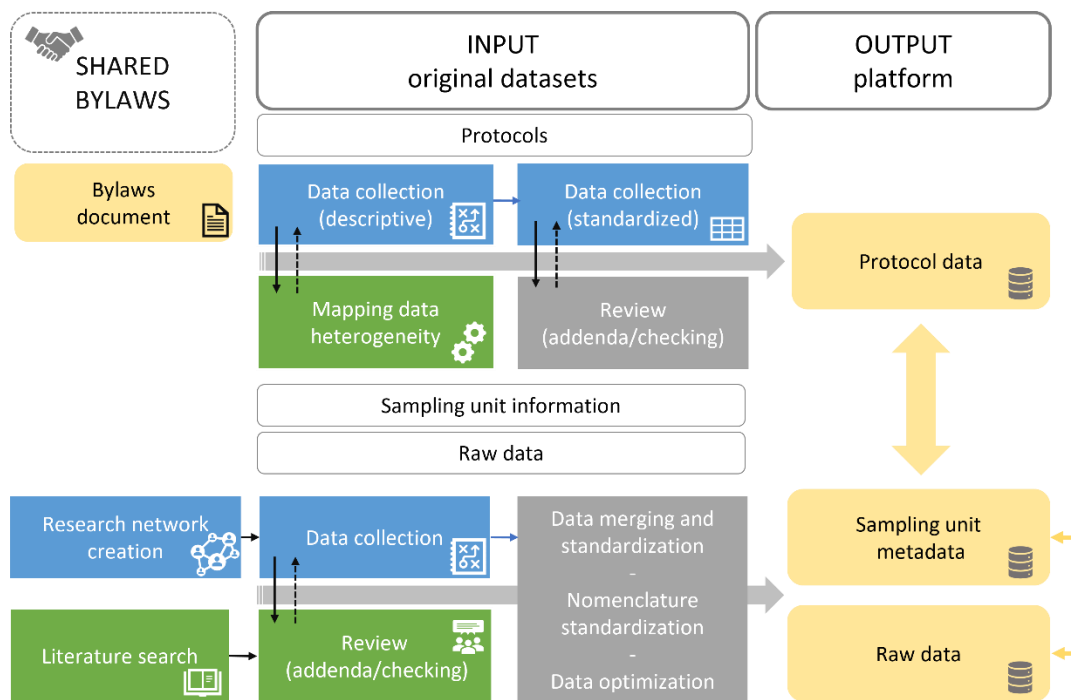 SHARED
BYLAWS
INPUT
original datasets
OUTPUT
platform
Protocols
Bylaws
document
Data collection
(descriptive)
Data collection
(standardized)
Protocol data
Mapping data
heterogeneity
Review
(addenda/checking)
Sampling unit information
Raw data
Research network
creation
Data collection
Data merging and
standardization
-
Nomenclature
standardization
-
Data optimization
Sampling unit
metadata
Literature search
Review
(addenda/checking)
Raw data